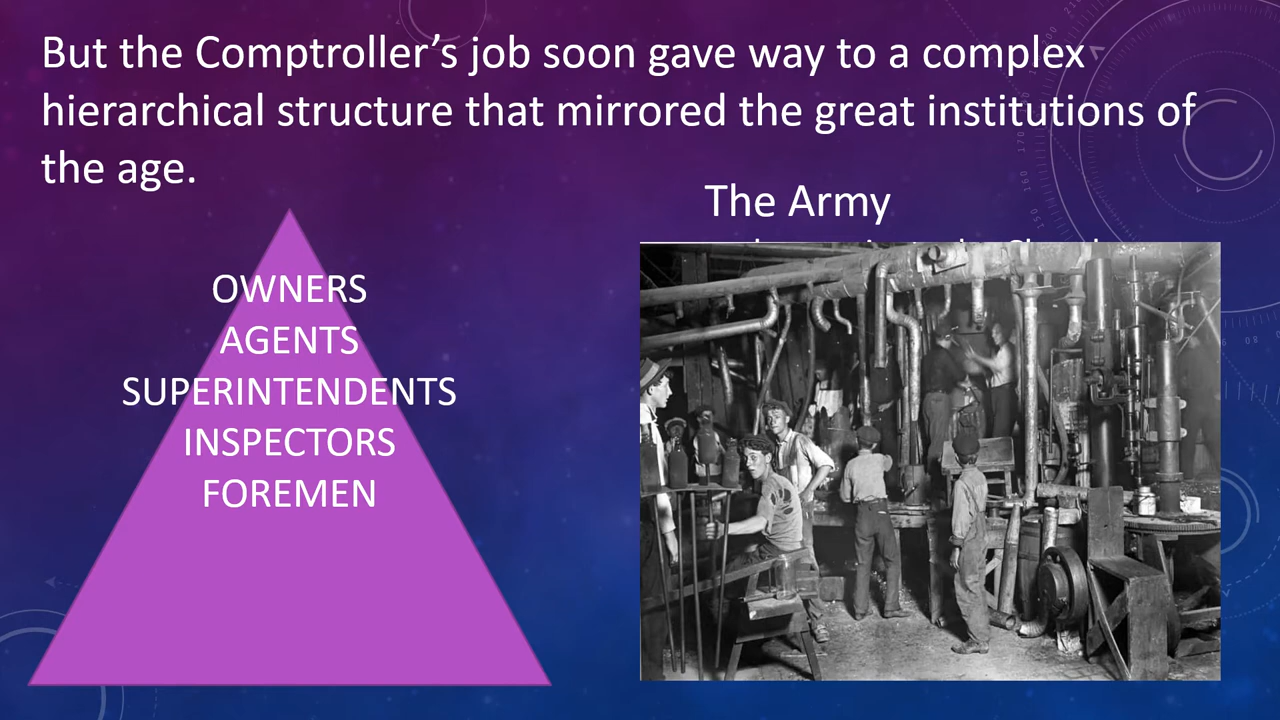 But the Comptroller’s job soon gave way to a complex
hierarchical structure that mirrored the great institutions of
the age.
The Army
OWNERS
AGENTS
SUPERINTENDENTS
INSPECTORS
FOREMEN